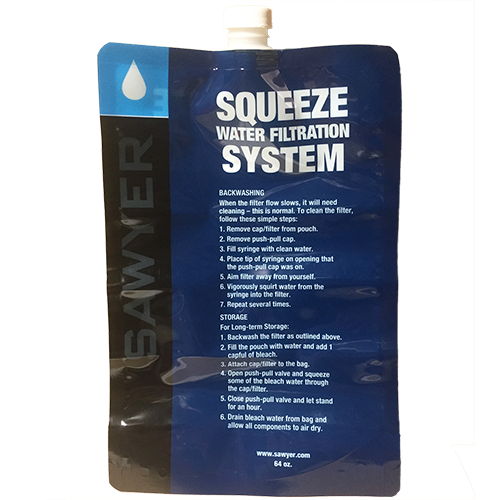 SQUEEZE
WATER FILTRATION
SYSTEM
SAWYER
BACKWASHING
When the filter flow slows, it will need
cleaning – this is normal. To clean the filter,
follow these simple steps:
1. Remove cap/filter from pouch.
2. Remove push-pull cap.
3. Fill syringe with clean water.
4. Place tip of syringe on opening that
the push-pull cap was on.
5. Aim filter away from yourself.
6. Vigorously squirt water from the
syringe into the filter.
7. Repeat several times.
STORAGE
For Long-term Storage:
1. Backwash the filter as outlined above.
2. Fill the pouch with water and add 1
capful of bleach.
3. Attach cap/filter to the bag.
4. Open push-pull valve and squeeze
some of the bleach water through
the cap/filter.
5. Close push-pull valve and let stand
for an hour.
6. Drain bleach water from bag and
allow all components to air dry.
www.sawyer.com
64 oz.